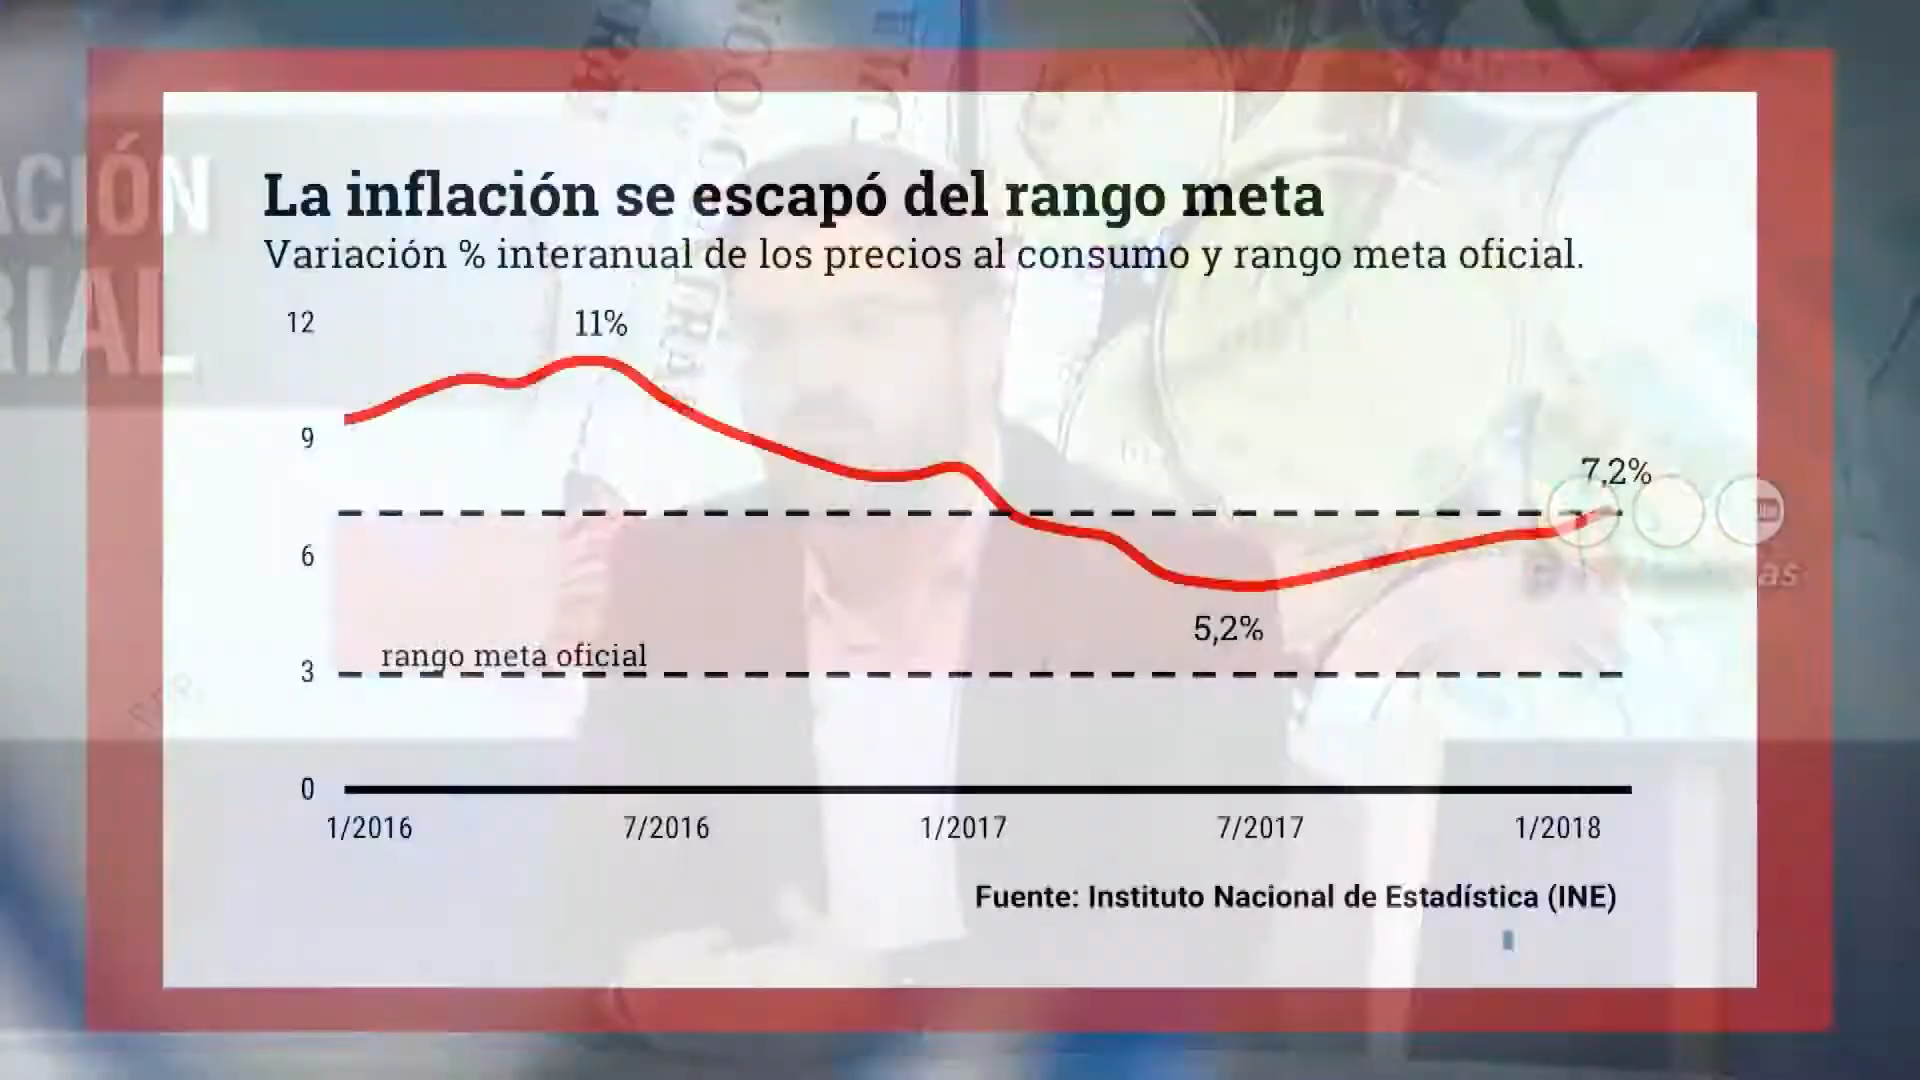 La inflación se escapó del rango meta
Variación % interanual de los precios al consumo y rango meta oficial.
12
11%
9
7,2%
6
5,2%
rango meta oficial
3
0
1/2016
7/2016
1/2017
7/2017
1/2018
Fuente: Instituto Nacional de Estadística (INE)
ACIÓN
RIAL